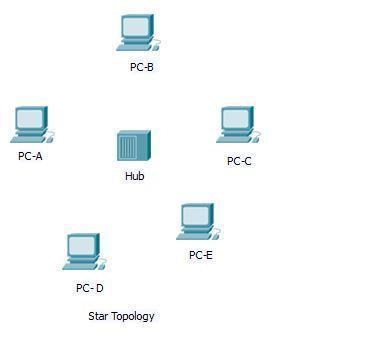 PC-B
PC-A
PC-C
Hub
PC-E
PC- D
Star Topology